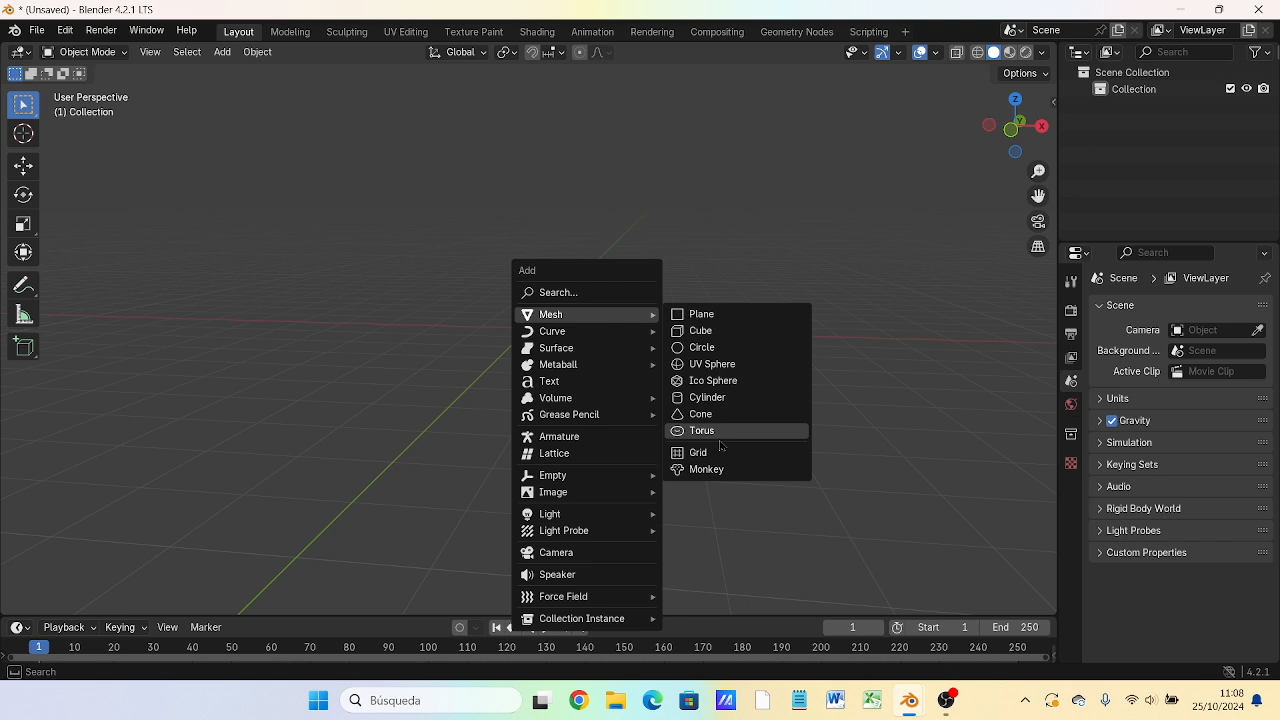 * (Unsaved) - Blender 4.2.1 LTS
File Edit Render Window Help Layout Modeling Sculpting UV Editing Texture Paint Shading Animation Rendering Compositing Geometry Nodes Scripting + Scene ViewLayer
Object Mode View Select Add Object Global Search
Options
User Perspective
(1) Collection
Z
Y
X
Scene Collection
Collection
Search
Scene > ViewLayer
Scene
Camera Object
Background ... Scene
Active Clip Movie Clip
Units
Gravity
Simulation
Keying Sets
Audio
Rigid Body World
Light Probes
Custom Properties
Add
Search...
Mesh
Curve
Surface
Metaball
Text
Volume
Grease Pencil
Armature
Lattice
Empty
Image
Light
Light Probe
Camera
Speaker
Force Field
Collection Instance
Plane
Cube
Circle
UV Sphere
Ico Sphere
Cylinder
Cone
Torus
Grid
Monkey
Playback Keying View Marker 1 Start 1 End 250
1 10 20 30 40 50 60 70 80 90 100 110 120 130 140 150 160 170 180 190 200 210 220 230 240 250
Search 4.2.1
Búsqueda
11:08
25/10/2024